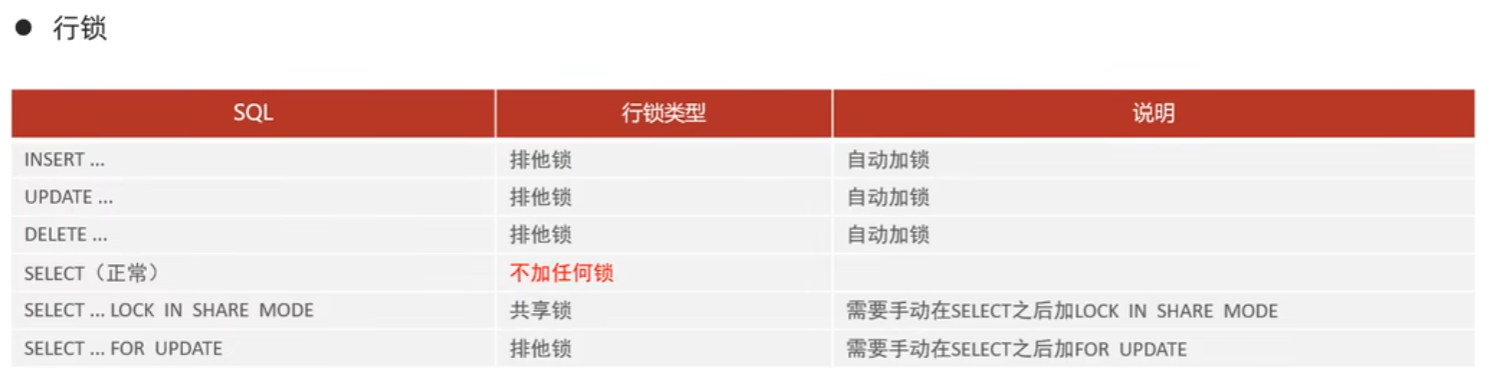 ● 行锁
SQL 行锁类型 说明
INSERT ... 排他锁 自动加锁
UPDATE ... 排他锁 自动加锁
DELETE ... 排他锁 自动加锁
SELECT（正常） 不加任何锁
SELECT ... LOCK IN SHARE MODE 共享锁 需要手动在SELECT之后加LOCK IN SHARE MODE
SELECT ... FOR UPDATE 排他锁 需要手动在SELECT之后加FOR UPDATE